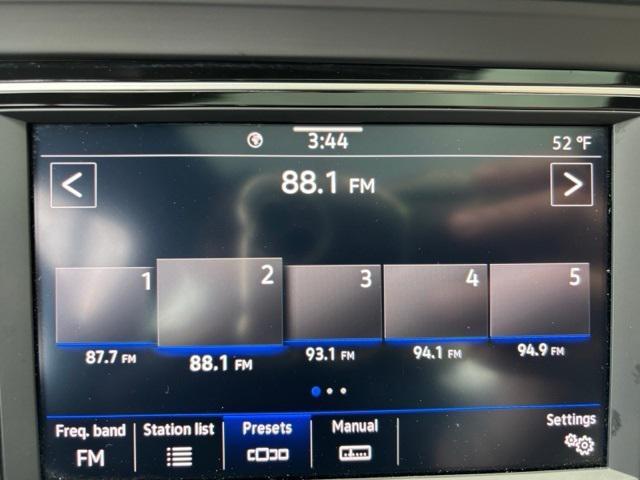 3:44 52 °F
88.1 FM
1 2 3 4 5
87.7 FM 88.1 FM 93.1 FM 94.1 FM 94.9 FM
Freq. band Station list Presets Manual Settings
FM